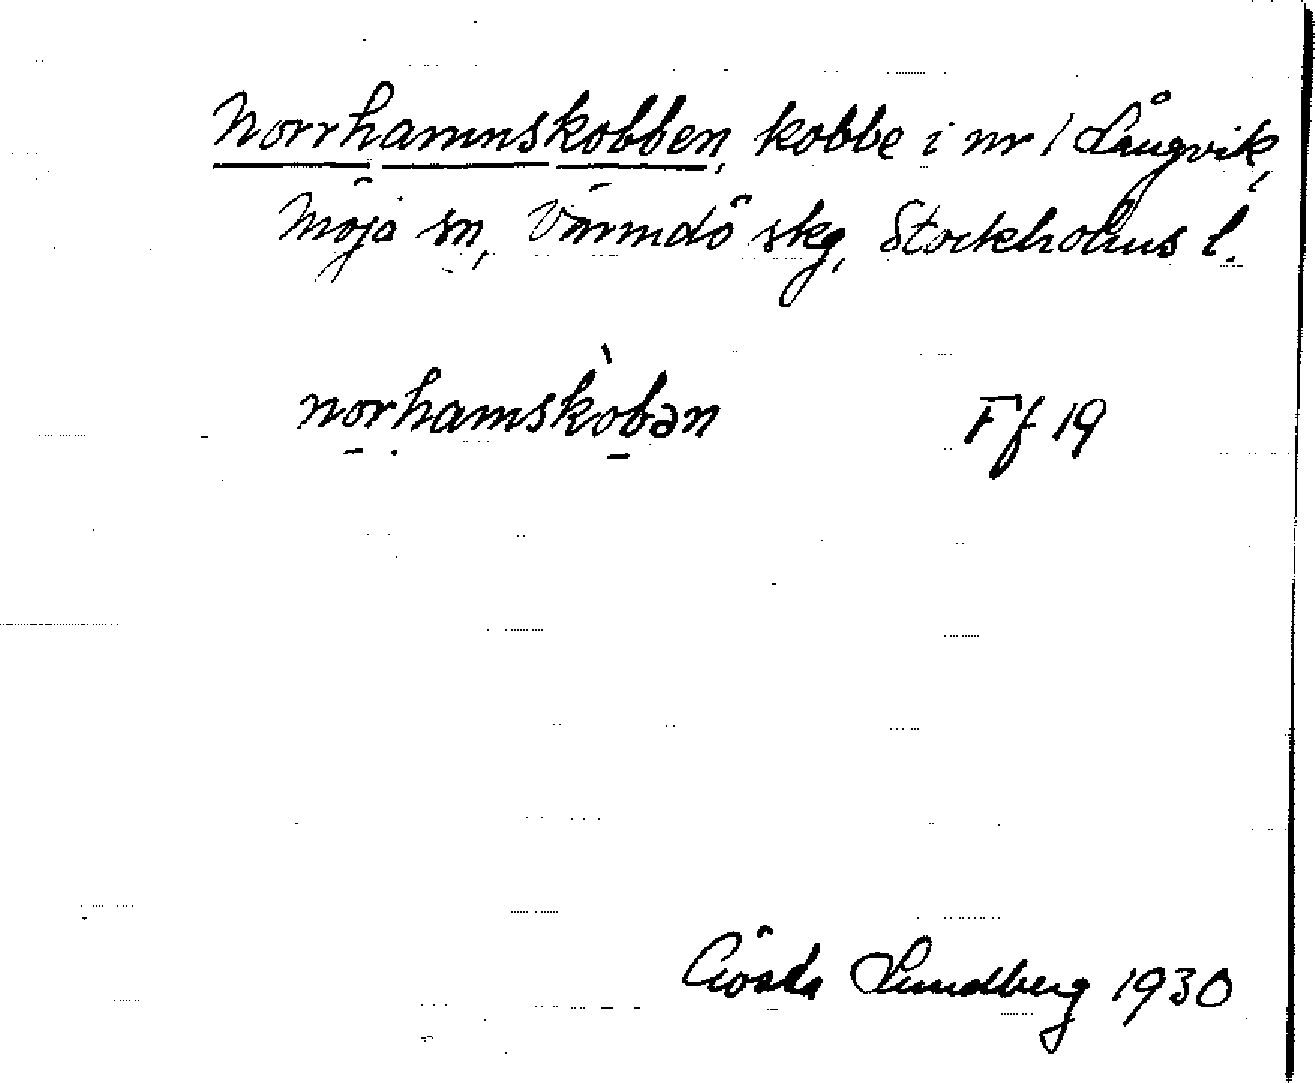 Norrhamnskobben, kobbe i nr 1 Långvik,
Möja sn, Värmdö skg, Stockholms l.
norhamskòbən Ff 19
Gösta Lundberg 1930